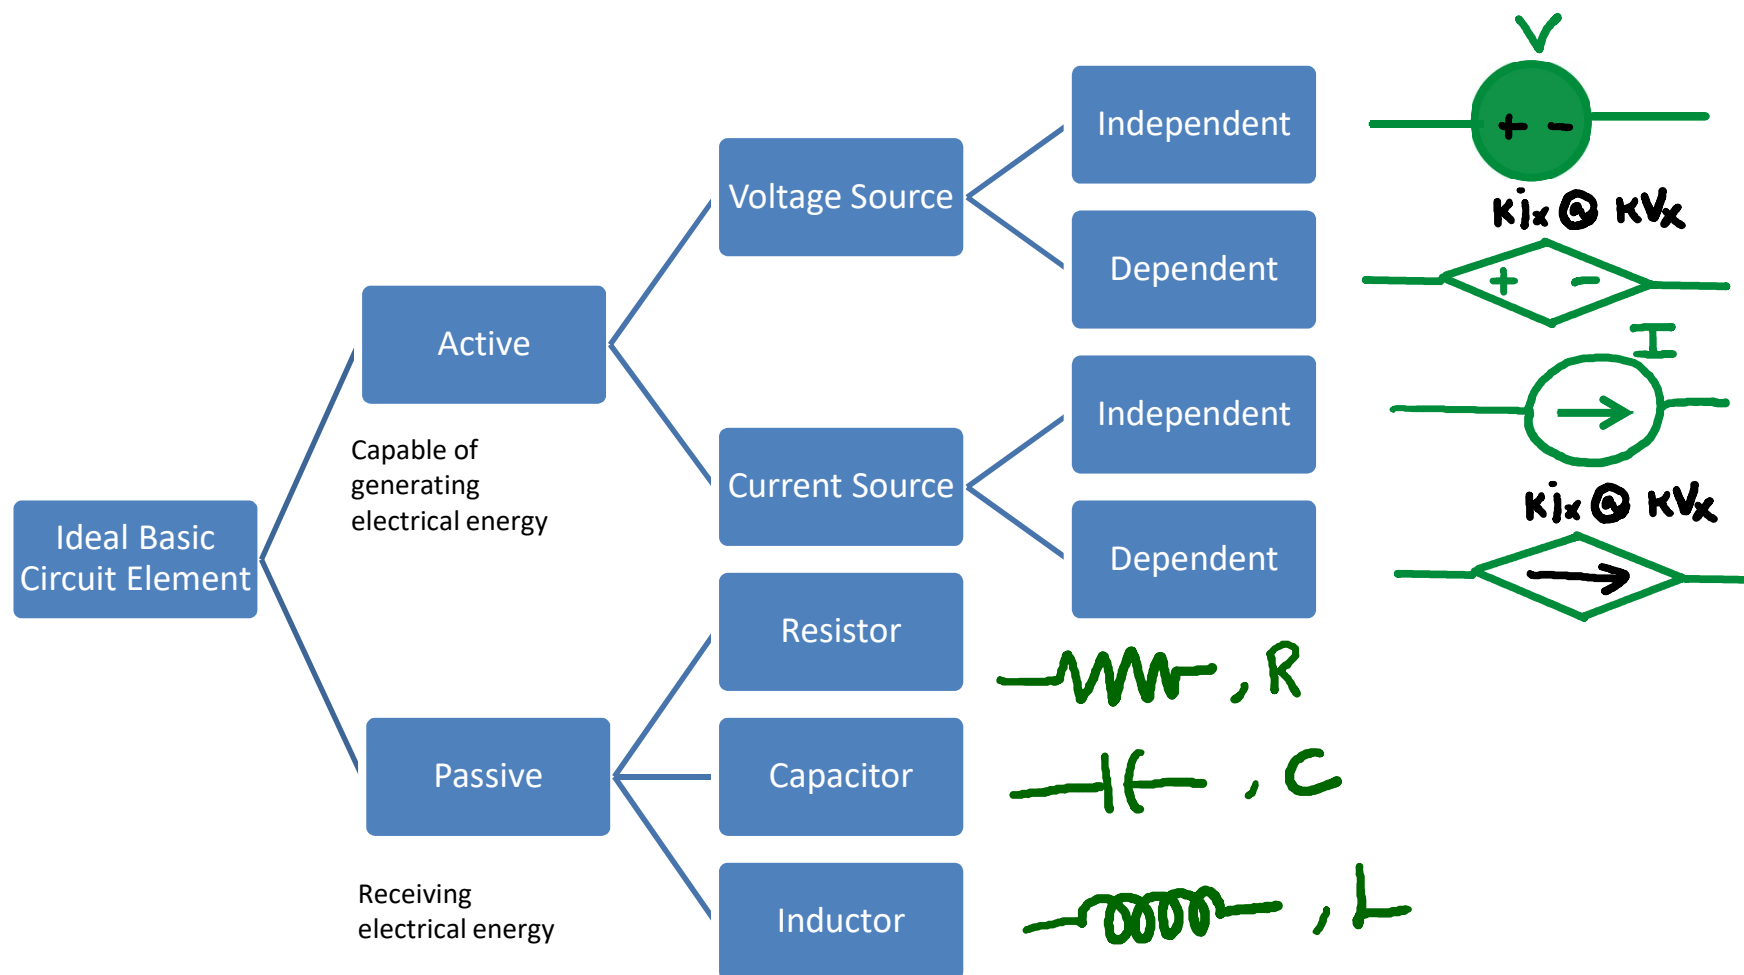 V
Independent
+ -
Voltage Source
Kix @ KVx
Dependent
+ -
Active
I
Independent
Capable of
generating
electrical energy
Current Source
Kix @ KVx
Ideal Basic
Circuit Element
Dependent
Resistor
, R
Passive
Capacitor
, C
Receiving
electrical energy
Inductor
, L